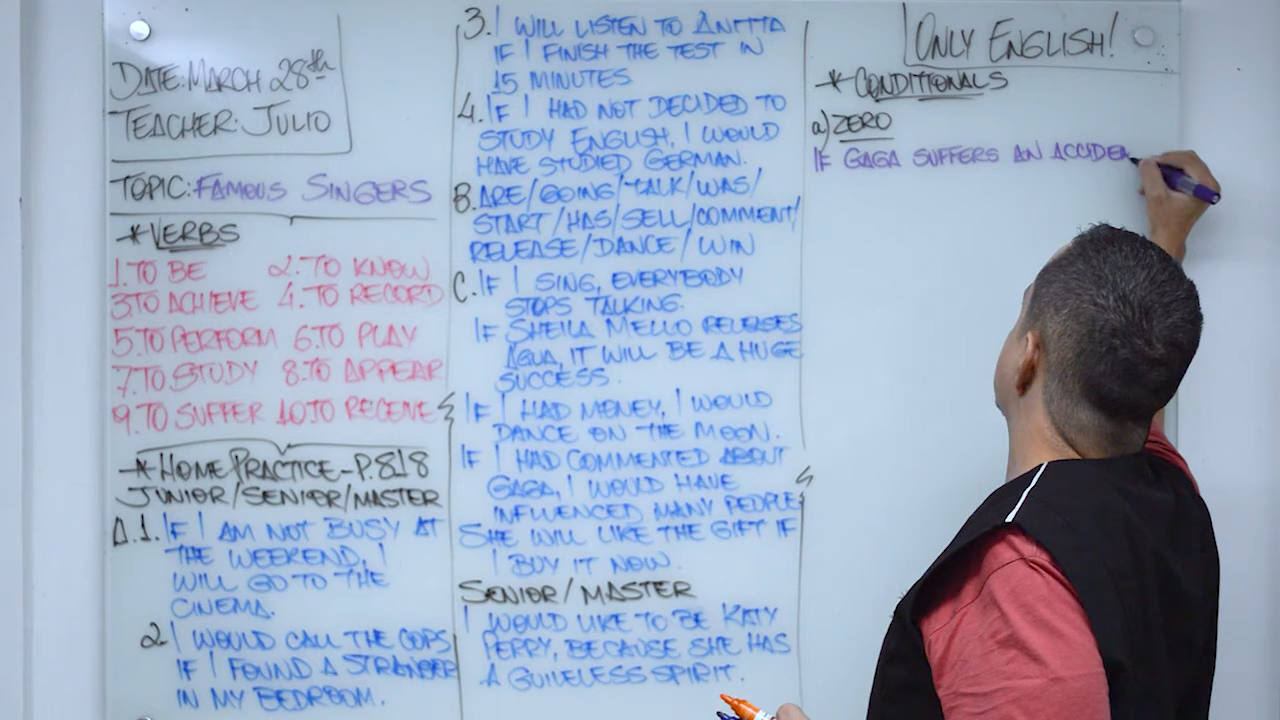 DATE: MARCH 28th
TEACHER: JULIO
TOPIC: FAMOUS SINGERS
* VERBS
1. TO BE 2. TO KNOW
3. TO ACHIEVE 4. TO RECORD
5. TO PERFORM 6. TO PLAY
7. TO STUDY 8. TO APPEAR
9. TO SUFFER 10. TO RECEIVE
* HOME PRACTICE - P.818
JUNIOR/SENIOR/MASTER
A.1. IF I AM NOT BUSY AT
THE WEEKEND, I
WILL GO TO THE
CINEMA.
2. I WOULD CALL THE COPS
IF I FOUND A STRANGER
IN MY BEDROOM.
3. I WILL LISTEN TO ANITTA
IF I FINISH THE TEST IN
15 MINUTES
4. IF I HAD NOT DECIDED TO
STUDY ENGLISH, I WOULD
HAVE STUDIED GERMAN.
B. ARE/GOING/TALK/WAS/
START/HAS/SELL/COMMENT/
RELEASE/DANCE/WIN
C. IF I SING, EVERYBODY
STOPS TALKING.
IF SHEILA MELLO RELEASES
AGUA, IT WILL BE A HUGE
SUCCESS.
IF I HAD MONEY, I WOULD
DANCE ON THE MOON.
IF I HAD COMMENTED ABOUT
GAGA, I WOULD HAVE
INFLUENCED MANY PEOPLE
SHE WILL LIKE THE GIFT IF
I BUY IT NOW.
SENIOR/MASTER
I WOULD LIKE TO BE KATY
PERRY, BECAUSE SHE HAS
A GUILELESS SPIRIT.
ONLY ENGLISH!
* CONDITIONALS
a) ZERO
IF GAGA SUFFERS AN ACCIDEN